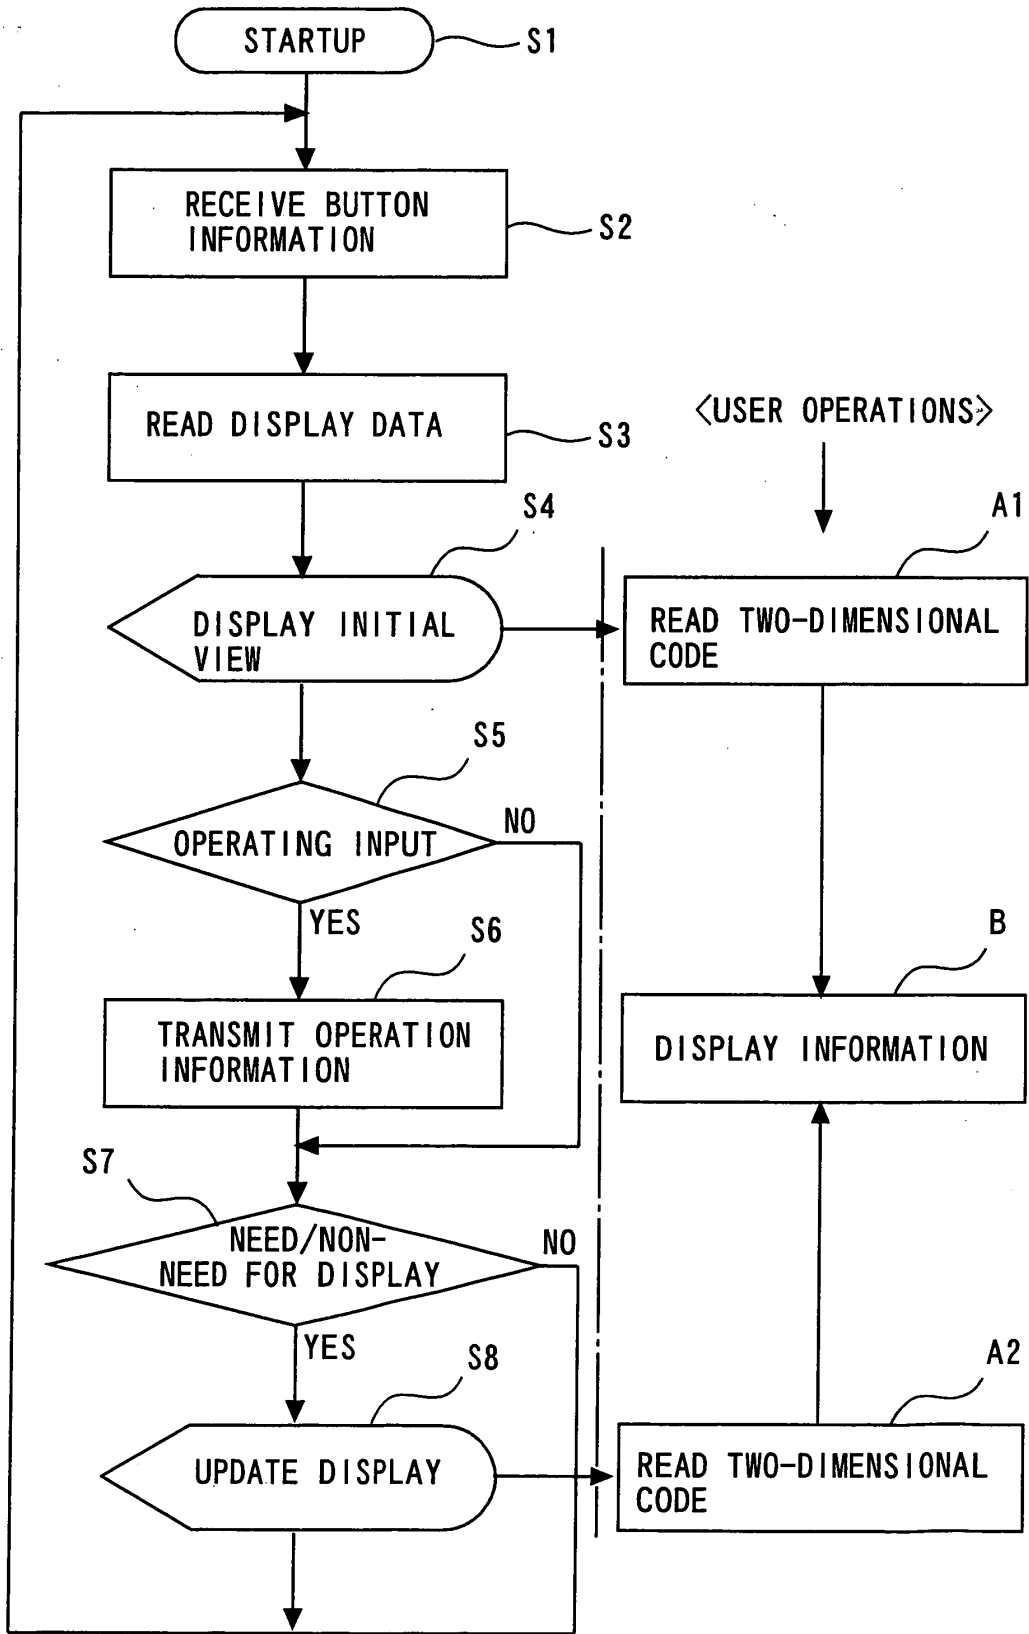 STARTUP
S1
RECEIVE BUTTON
INFORMATION
S2
READ DISPLAY DATA
S3
<USER OPERATIONS>
S4
A1
DISPLAY INITIAL
VIEW
READ TWO-DIMENSIONAL
CODE
S5
OPERATING INPUT
NO
YES
S6
B
TRANSMIT OPERATION
INFORMATION
DISPLAY INFORMATION
S7
NEED/NON-
NEED FOR DISPLAY
NO
YES
S8
A2
UPDATE DISPLAY
READ TWO-DIMENSIONAL
CODE